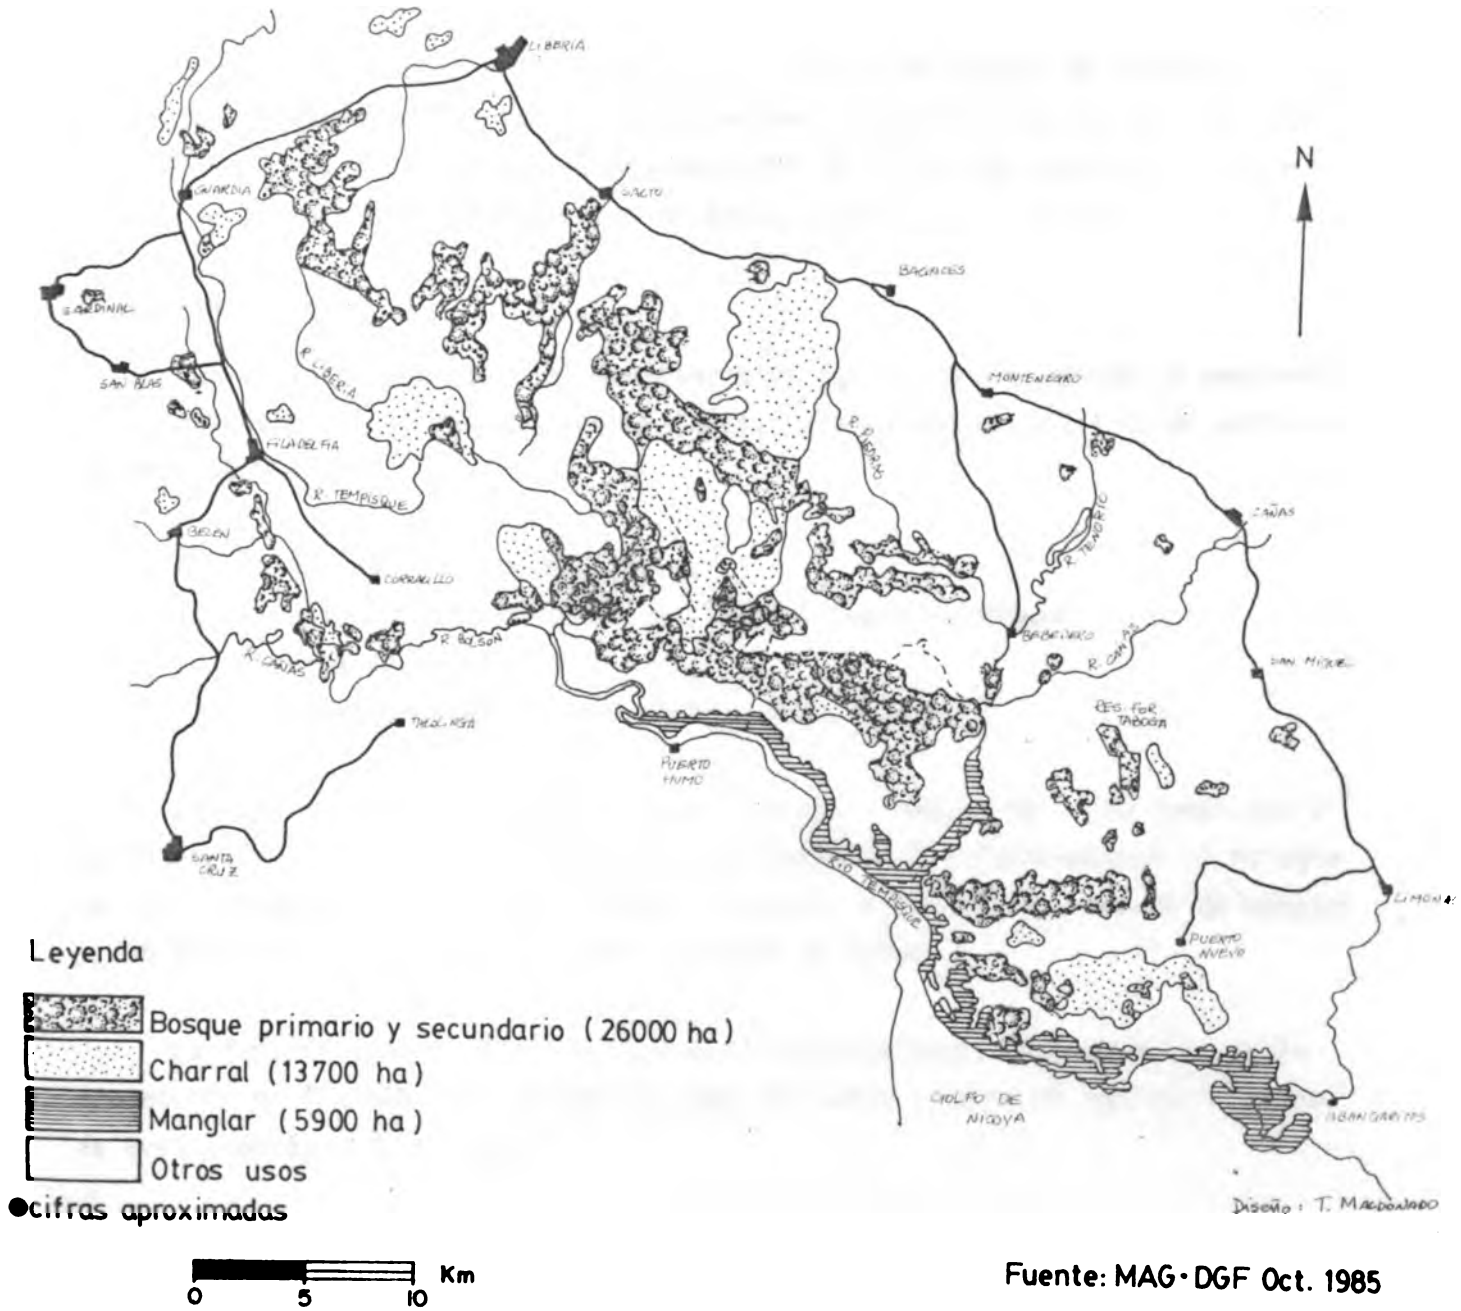 LIBERIA
N
GUARDIA
SALTO
BAGACES
SARDINAL
R. LIBERIA
MONTENEGRO
SAN BLAS
R. PIEDRAS
FILADELFIA
R. TEMPISQUE
R. TENORIO
CAÑAS
BELEN
CORRALILLO
BEBEDERO
R. BOLSON
R. CAÑAS
R. CAÑAS
SAN MIGUEL
RES. FOR.
TABOGA
PUERTO
HUMO
SANTA
CRUZ
RIO TEMPISQUE
LIMONAL
PUERTO
NUEVO
Leyenda
Bosque primario y secundario (26000 ha)
Charral (13700 ha)
Manglar (5900 ha)
Otros usos
●cifras aproximadas
GOLFO DE
NICOYA
ABANGARITOS
DISEÑO: T. MALDONADO
Km
0 5 10
Fuente: MAG·DGF Oct. 1985